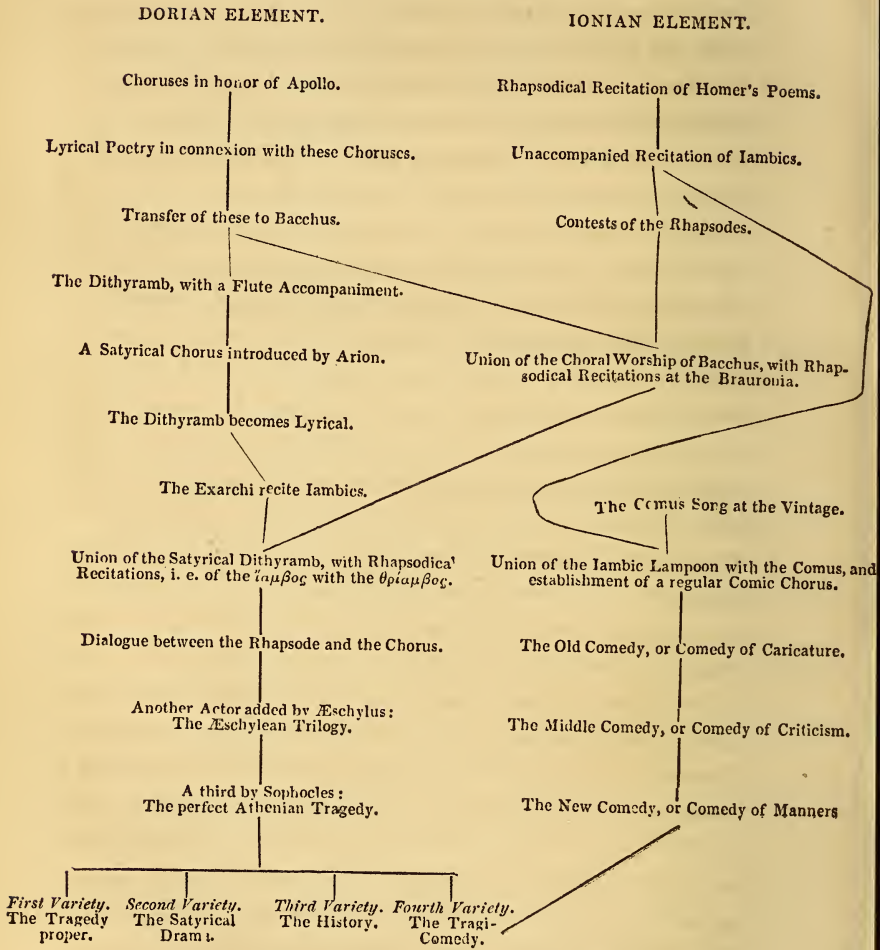 DORIAN ELEMENT.
Choruses in honor of Apollo.
Lyrical Poetry in connexion with these Choruses.
Transfer of these to Bacchus.
The Dithyramb, with a Flute Accompaniment.
A Satyrical Chorus introduced by Arion.
The Dithyramb becomes Lyrical.
The Exarchi recite Iambics.
Union of the Satyrical Dithyramb, with Rhapsodical
Recitations, i. e. of the ἴαμβος with the θρίαμβος.
Dialogue between the Rhapsode and the Chorus.
Another Actor added by Æschylus:
The Æschylean Trilogy.
A third by Sophocles:
The perfect Athenian Tragedy.
First Variety.
The Tragedy
proper.
Second Variety.
The Satyrical
Drama.
Third Variety.
The History.
Fourth Variety.
The Tragi-
Comedy.
IONIAN ELEMENT.
Rhapsodical Recitation of Homer's Poems.
Unaccompanied Recitation of Iambics.
Contests of the Rhapsodes.
Union of the Choral Worship of Bacchus, with Rhap-
sodical Recitations at the Brauronia.
The Comus Song at the Vintage.
Union of the Iambic Lampoon with the Comus, and
establishment of a regular Comic Chorus.
The Old Comedy, or Comedy of Caricature.
The Middle Comedy, or Comedy of Criticism.
The New Comedy, or Comedy of Manners